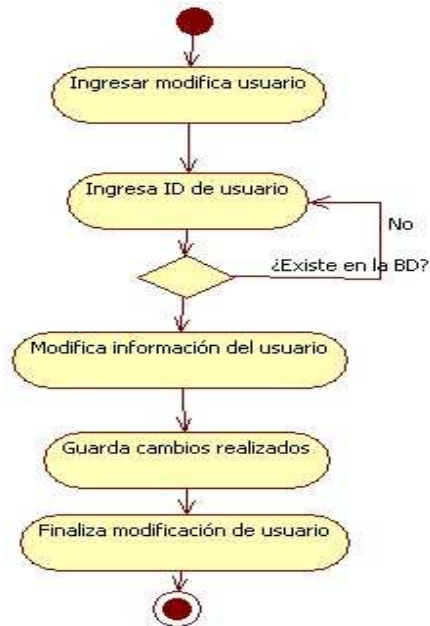 Ingresar modifica usuario
Ingresa ID de usuario
No
¿Existe en la BD?
Modifica información del usuario
Guarda cambios realizados
Finaliza modificación de usuario